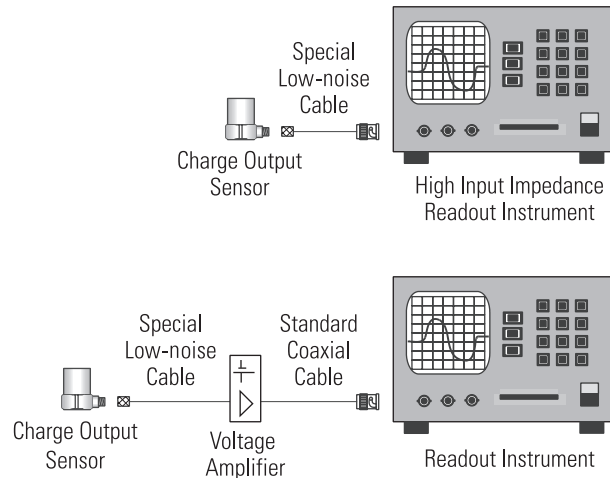 Special
Low-noise
Cable
Charge Output
Sensor
High Input Impedance
Readout Instrument
Special
Low-noise
Cable
Standard
Coaxial
Cable
Charge Output
Sensor
Voltage
Amplifier
Readout Instrument